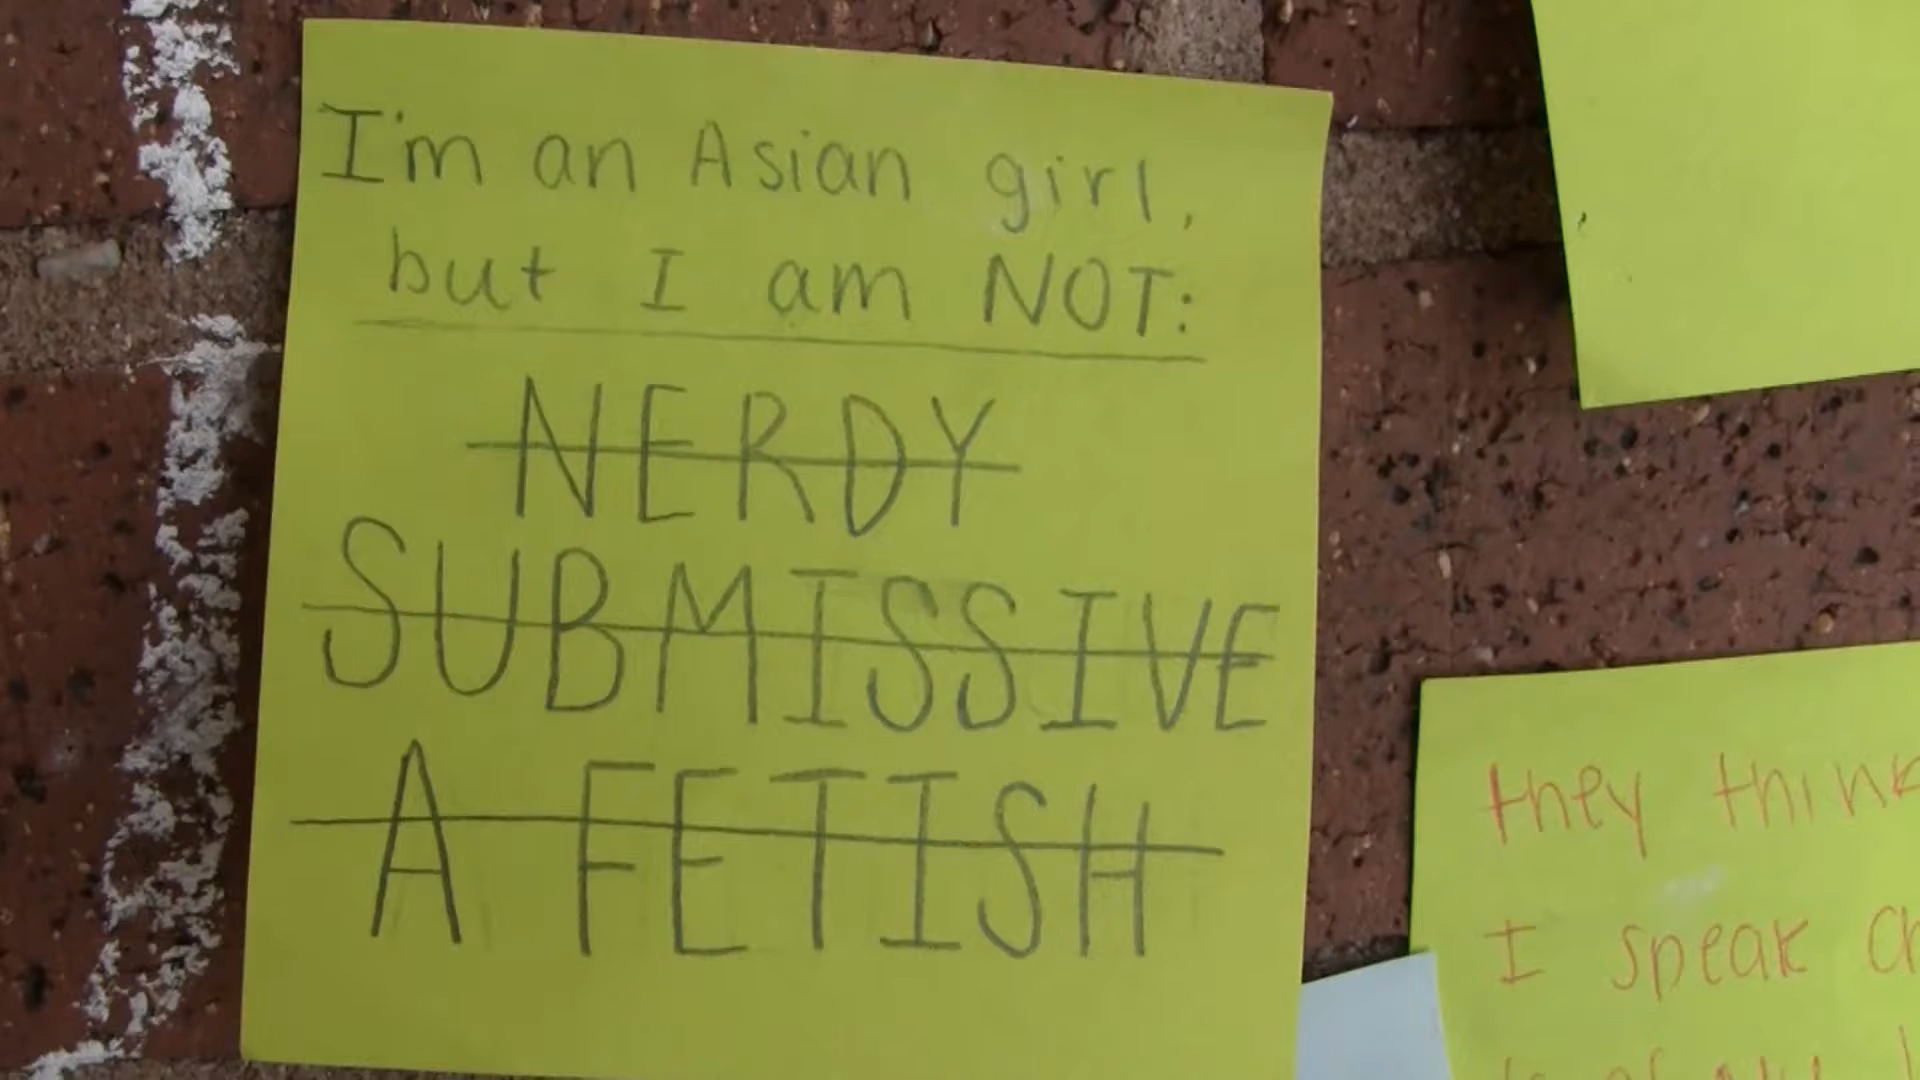 I'm an Asian girl,
but I am NOT:
NERDY
SUBMISSIVE
A FETISH
they think
I speak